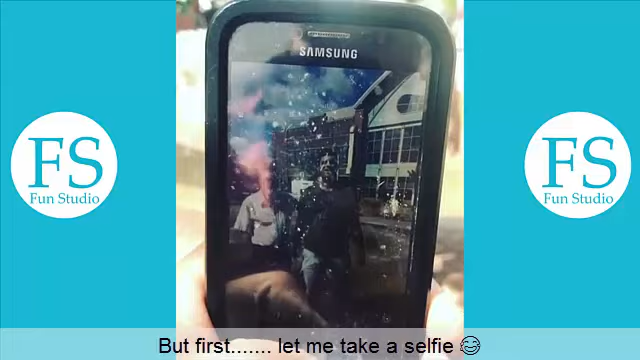 SAMSUNG
FS
Fun Studio
FS
Fun Studio
But first....... let me take a selfie 😂